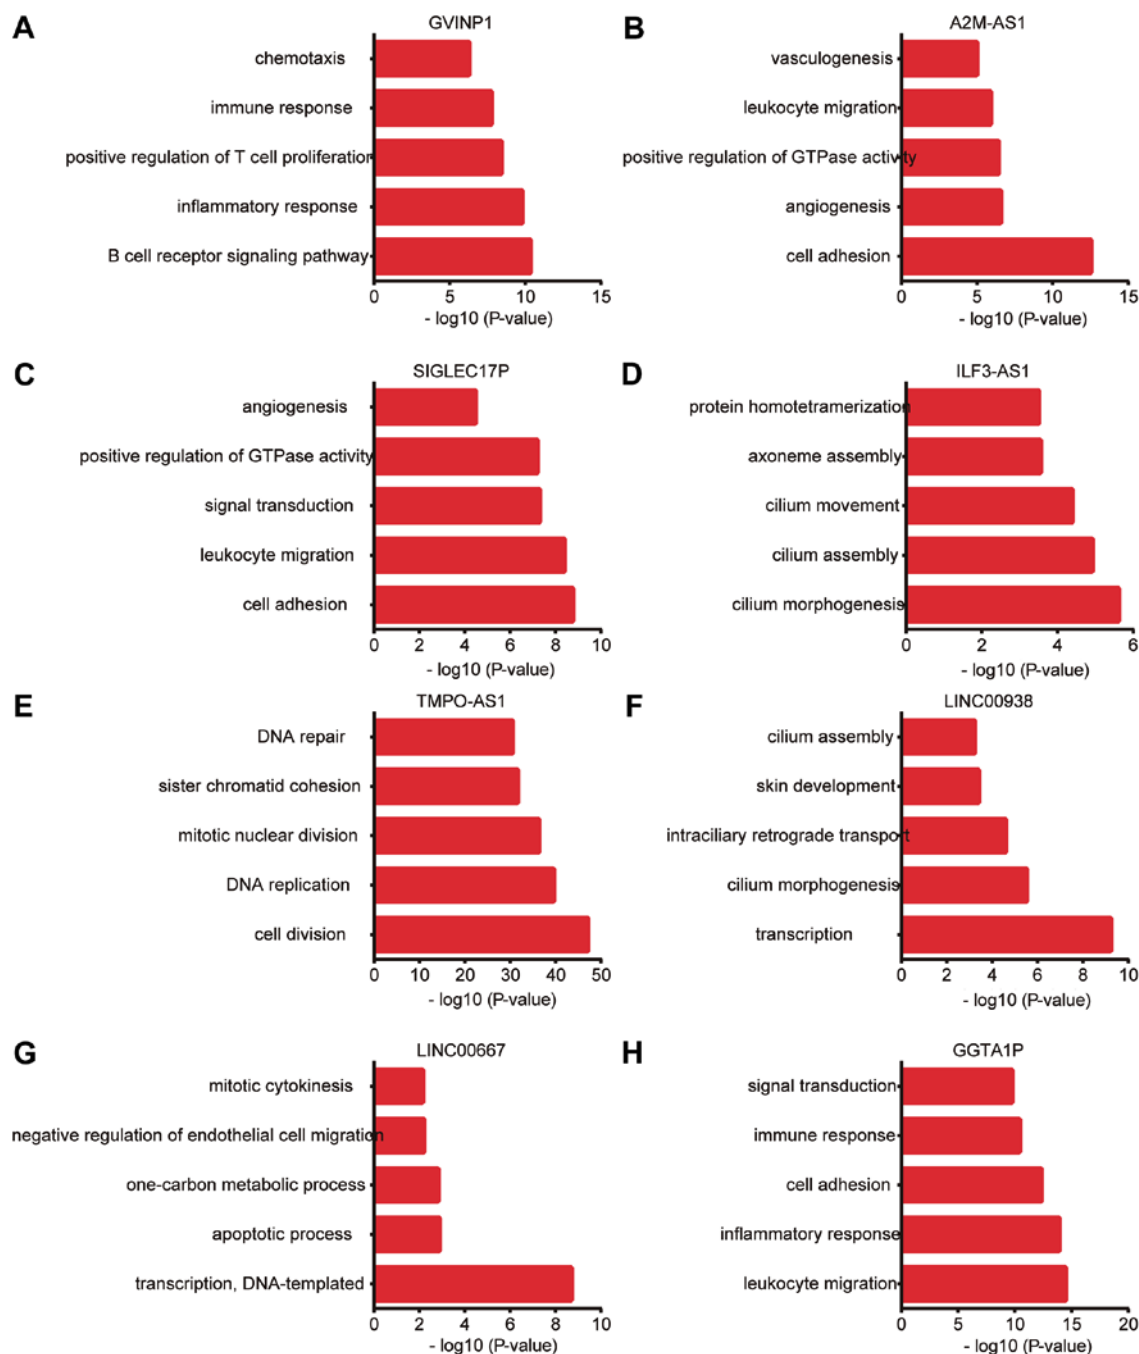 A
GVINP1
chemotaxis
immune response
positive regulation of T cell proliferation
inflammatory response
B cell receptor signaling pathway
0 5 10 15
- log10 (P-value)
B
A2M-AS1
vasculogenesis
leukocyte migration
positive regulation of GTPase activity
angiogenesis
cell adhesion
0 5 10 15
- log10 (P-value)
C
SIGLEC17P
angiogenesis
positive regulation of GTPase activity
signal transduction
leukocyte migration
cell adhesion
0 2 4 6 8 10
- log10 (P-value)
D
ILF3-AS1
protein homotetramerization
axoneme assembly
cilium movement
cilium assembly
cilium morphogenesis
0 2 4 6
- log10 (P-value)
E
TMPO-AS1
DNA repair
sister chromatid cohesion
mitotic nuclear division
DNA replication
cell division
0 10 20 30 40 50
- log10 (P-value)
F
LINC00938
cilium assembly
skin development
intraciliary retrograde transport
cilium morphogenesis
transcription
0 2 4 6 8 10
- log10 (P-value)
G
LINC00667
mitotic cytokinesis
negative regulation of endothelial cell migration
one-carbon metabolic process
apoptotic process
transcription, DNA-templated
0 2 4 6 8 10
- log10 (P-value)
H
GGTA1P
signal transduction
immune response
cell adhesion
inflammatory response
leukocyte migration
0 5 10 15 20
- log10 (P-value)